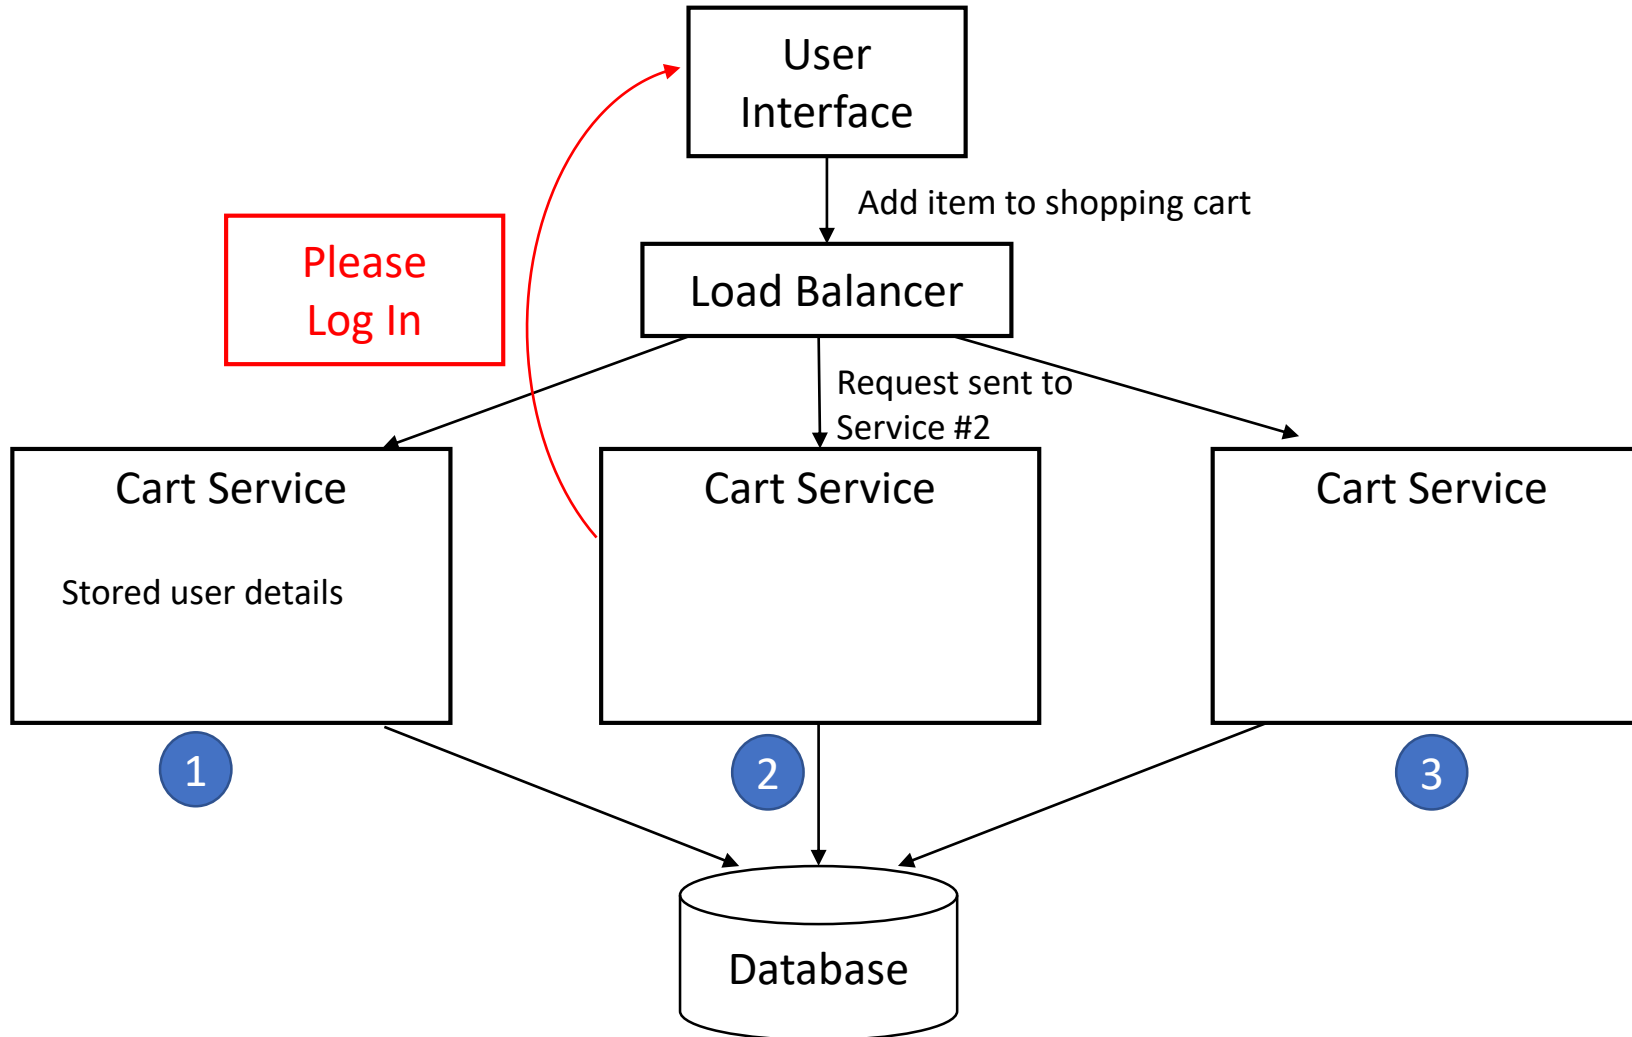 User
Interface
Add item to shopping cart
Please
Log In
Load Balancer
Request sent to
Service #2
Cart Service
Stored user details
Cart Service
Cart Service
1
2
3
Database